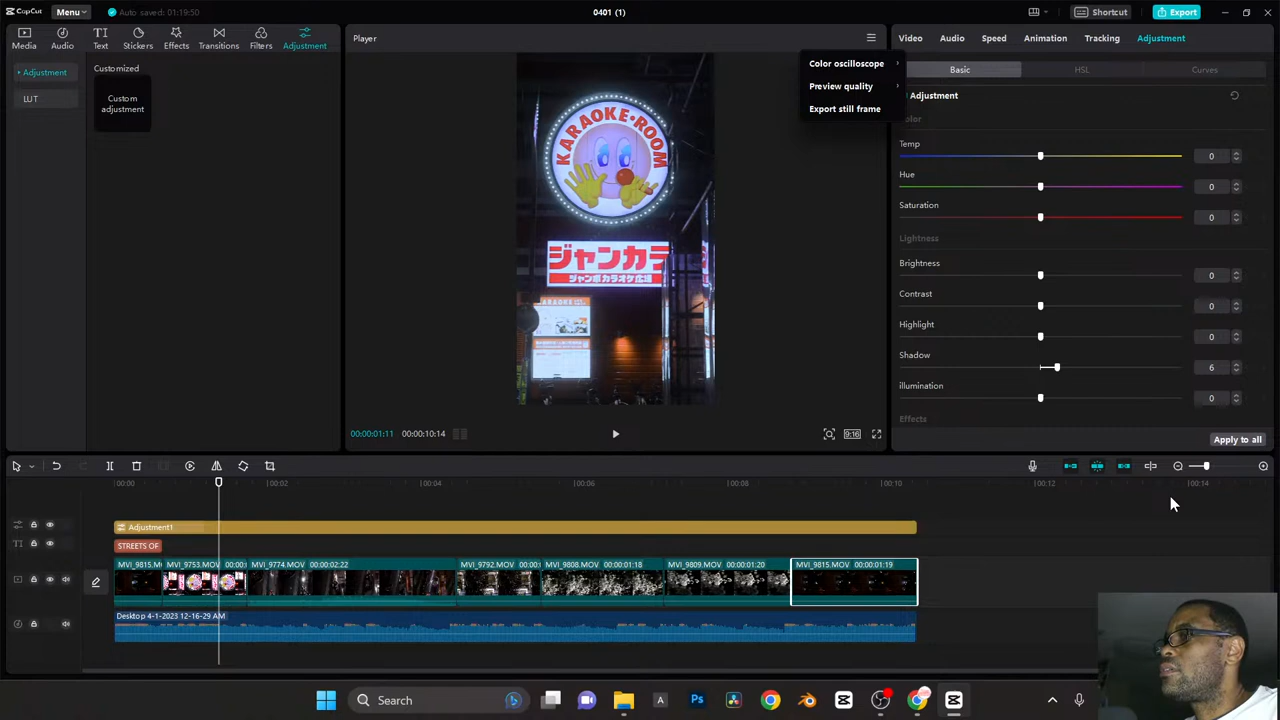 CapCut
Menu
Auto saved: 01:19:50
0401 (1)
Shortcut
Export
Media
Audio
Text
Stickers
Effects
Transitions
Filters
Adjustment
Adjustment
LUT
Customized
Custom
adjustment
Player
Color oscilloscope
Preview quality
Export still frame
KARAOKE·ROOM
ジャンカラ
ジャンボカラオケ広場
00:00:01:11
00:00:10:14
9:16
Video
Audio
Speed
Animation
Tracking
Adjustment
Basic
HSL
Curves
Adjustment
Color
Temp
0
Hue
0
Saturation
0
Lightness
Brightness
0
Contrast
0
Highlight
0
Shadow
6
illumination
0
Effects
Apply to all
00:00
00:02
00:04
00:06
00:08
00:10
00:12
00:14
Adjustment1
STREETS OF
MVI_9815.M
MVI_9753.MOV 00:00:
MVI_9774.MOV 00:00:02:22
MVI_9792.MOV 00:00:
MVI_9808.MOV 00:00:01:18
MVI_9809.MOV 00:00:01:20
MVI_9815.MOV 00:00:01:19
Desktop 4-1-2023 12-16-29 AM
Search